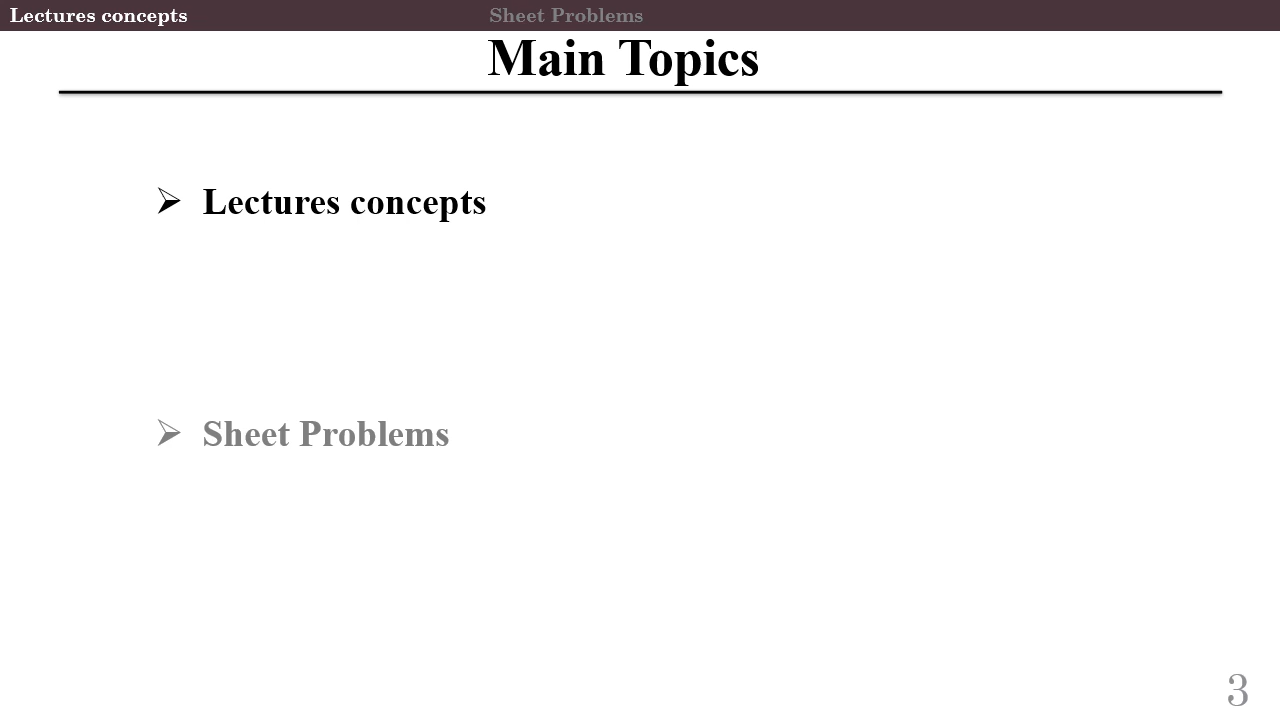 Lectures concepts
Sheet Problems
Main Topics
➢ Lectures concepts
➢ Sheet Problems
3